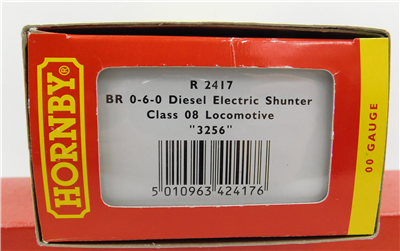 HORNBY®
R 2417
BR 0-6-0 Diesel Electric Shunter
Class 08 Locomotive
"3256"
5 010963 424176
00 GAUGE